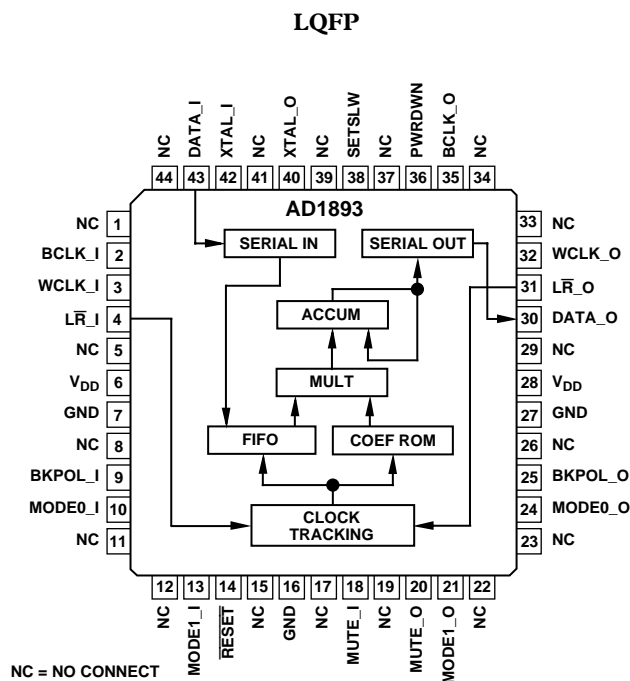 LQFP
NC
DATA_I
XTAL_I
NC
XTAL_O
NC
SETSLW
NC
PWRDWN
BCLK_O
NC
44 43 42 41 40 39 38 37 36 35 34
AD1893
NC 1
BCLK_I 2
WCLK_I 3
LR̅_I 4
NC 5
VDD 6
GND 7
NC 8
BKPOL_I 9
MODE0_I 10
NC 11
SERIAL IN
SERIAL OUT
ACCUM
MULT
FIFO
COEF ROM
CLOCK
TRACKING
33 NC
32 WCLK_O
31 LR̅_O
30 DATA_O
29 NC
28 VDD
27 GND
26 NC
25 BKPOL_O
24 MODE0_O
23 NC
12 13 14 15 16 17 18 19 20 21 22
NC
MODE1_I
R̅E̅S̅E̅T̅
NC
GND
NC
MUTE_I
NC
MUTE_O
MODE1_O
NC
NC = NO CONNECT